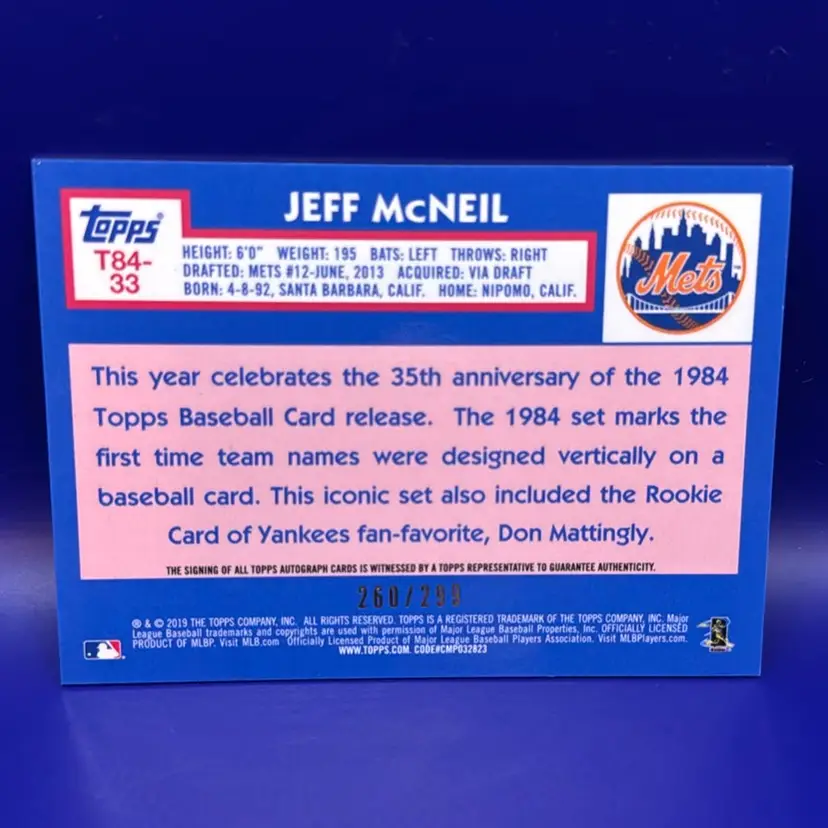 JEFF McNEIL
Topps
T84-
33
HEIGHT: 6'0" WEIGHT: 195 BATS: LEFT THROWS: RIGHT
DRAFTED: METS #12-JUNE, 2013 ACQUIRED: VIA DRAFT
BORN: 4-8-92, SANTA BARBARA, CALIF. HOME: NIPOMO, CALIF.
Mets
This year celebrates the 35th anniversary of the 1984
Topps Baseball Card release. The 1984 set marks the
first time team names were designed vertically on a
baseball card. This iconic set also included the Rookie
Card of Yankees fan-favorite, Don Mattingly.
THE SIGNING OF ALL TOPPS AUTOGRAPH CARDS IS WITNESSED BY A TOPPS REPRESENTATIVE TO GUARANTEE AUTHENTICITY.
260/299
® & © 2019 THE TOPPS COMPANY, INC. ALL RIGHTS RESERVED. TOPPS IS A REGISTERED TRADEMARK OF THE TOPPS COMPANY, INC. Major
League Baseball trademarks and copyrights are used with permission of Major League Baseball Properties, Inc. OFFICIALLY LICENSED
PRODUCT OF MLBP. Visit MLB.com Officially Licensed Product of Major League Baseball Players Association. Visit MLBPlayers.com.
WWW.TOPPS.COM. CODE#CMP032823